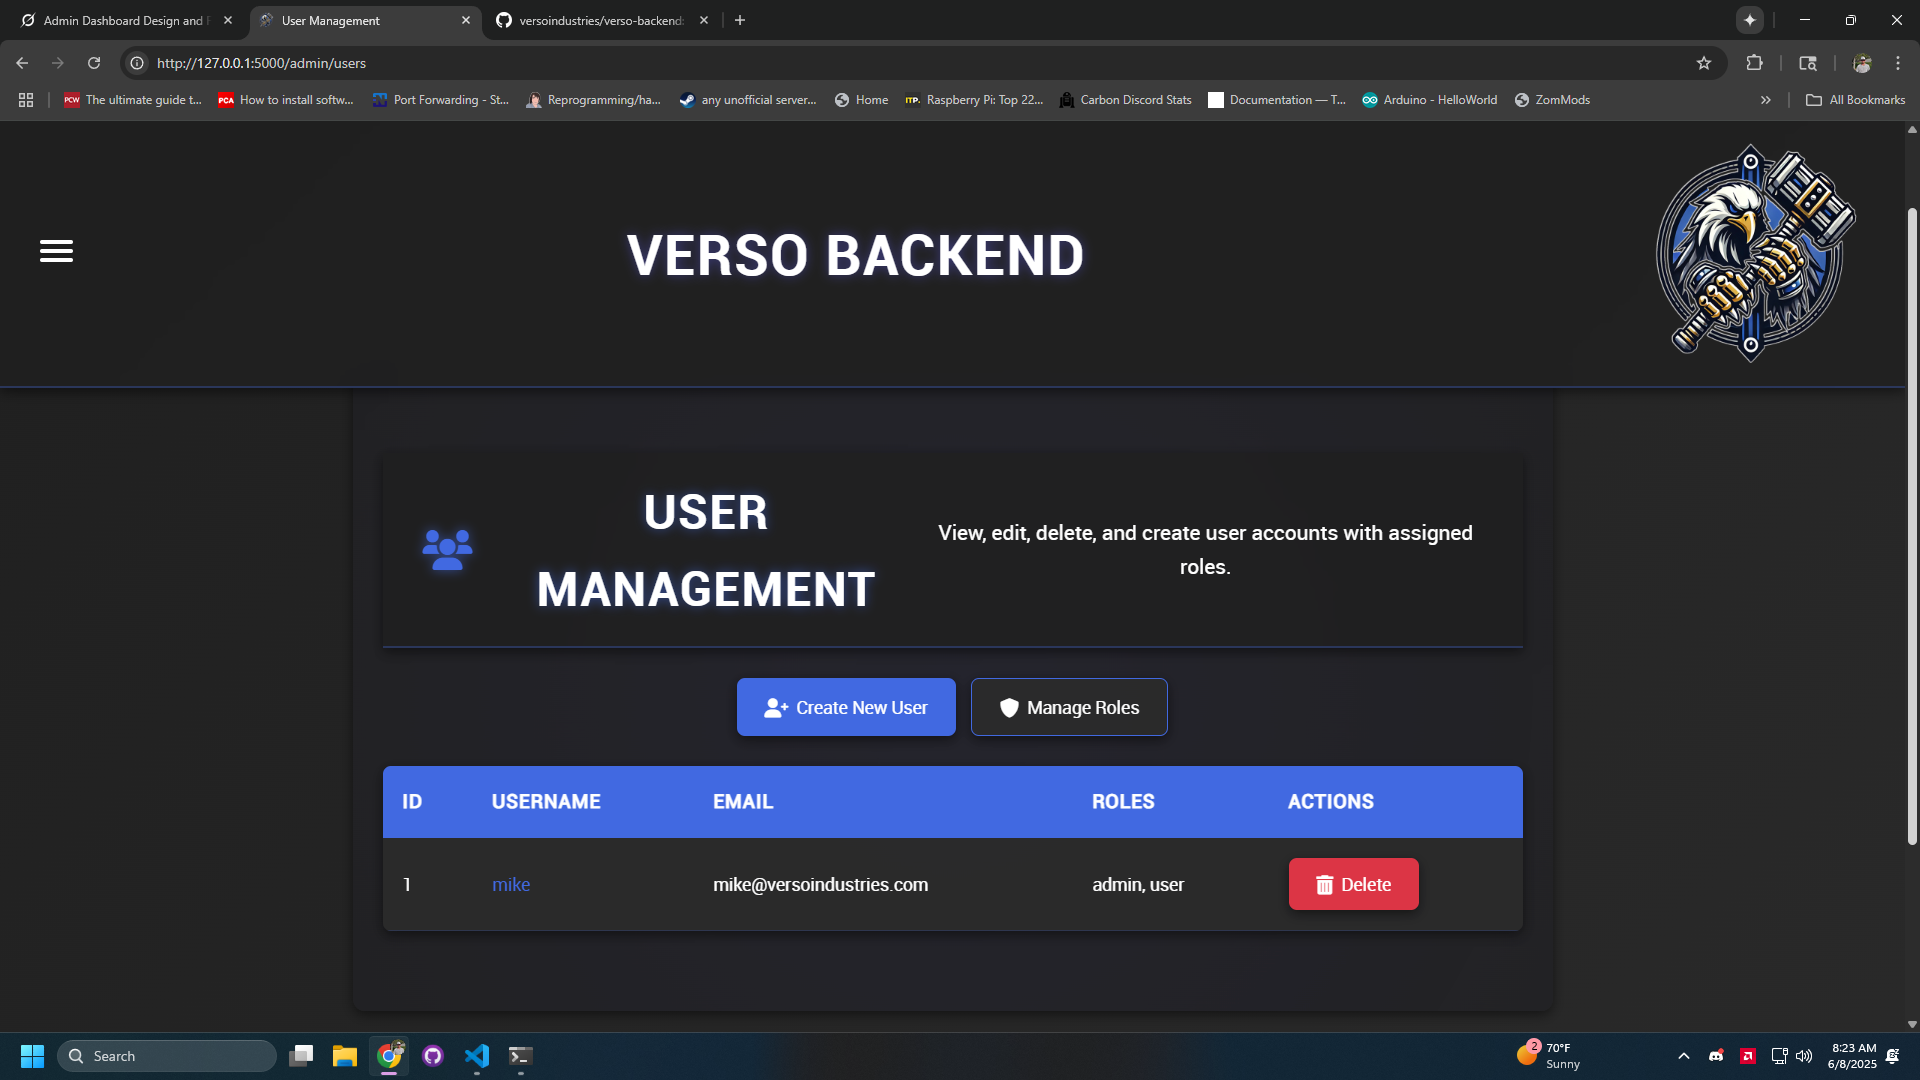 Admin Dashboard Design and
User Management
versoindustries/verso-backend
http://127.0.0.1:5000/admin/users
PCW The ultimate guide t...
PCA How to install softw...
Port Forwarding - St...
Reprogramming/ha...
any unofficial server...
Home
ITP. Raspberry Pi: Top 22...
Carbon Discord Stats
Documentation — T...
Arduino - HelloWorld
ZomMods
All Bookmarks
VERSO BACKEND
USER
MANAGEMENT
View, edit, delete, and create user accounts with assigned
roles.
Create New User
Manage Roles
ID USERNAME EMAIL ROLES ACTIONS
1 mike mike@versoindustries.com admin, user Delete
Search
2
70°F
Sunny
8:23 AM
6/8/2025